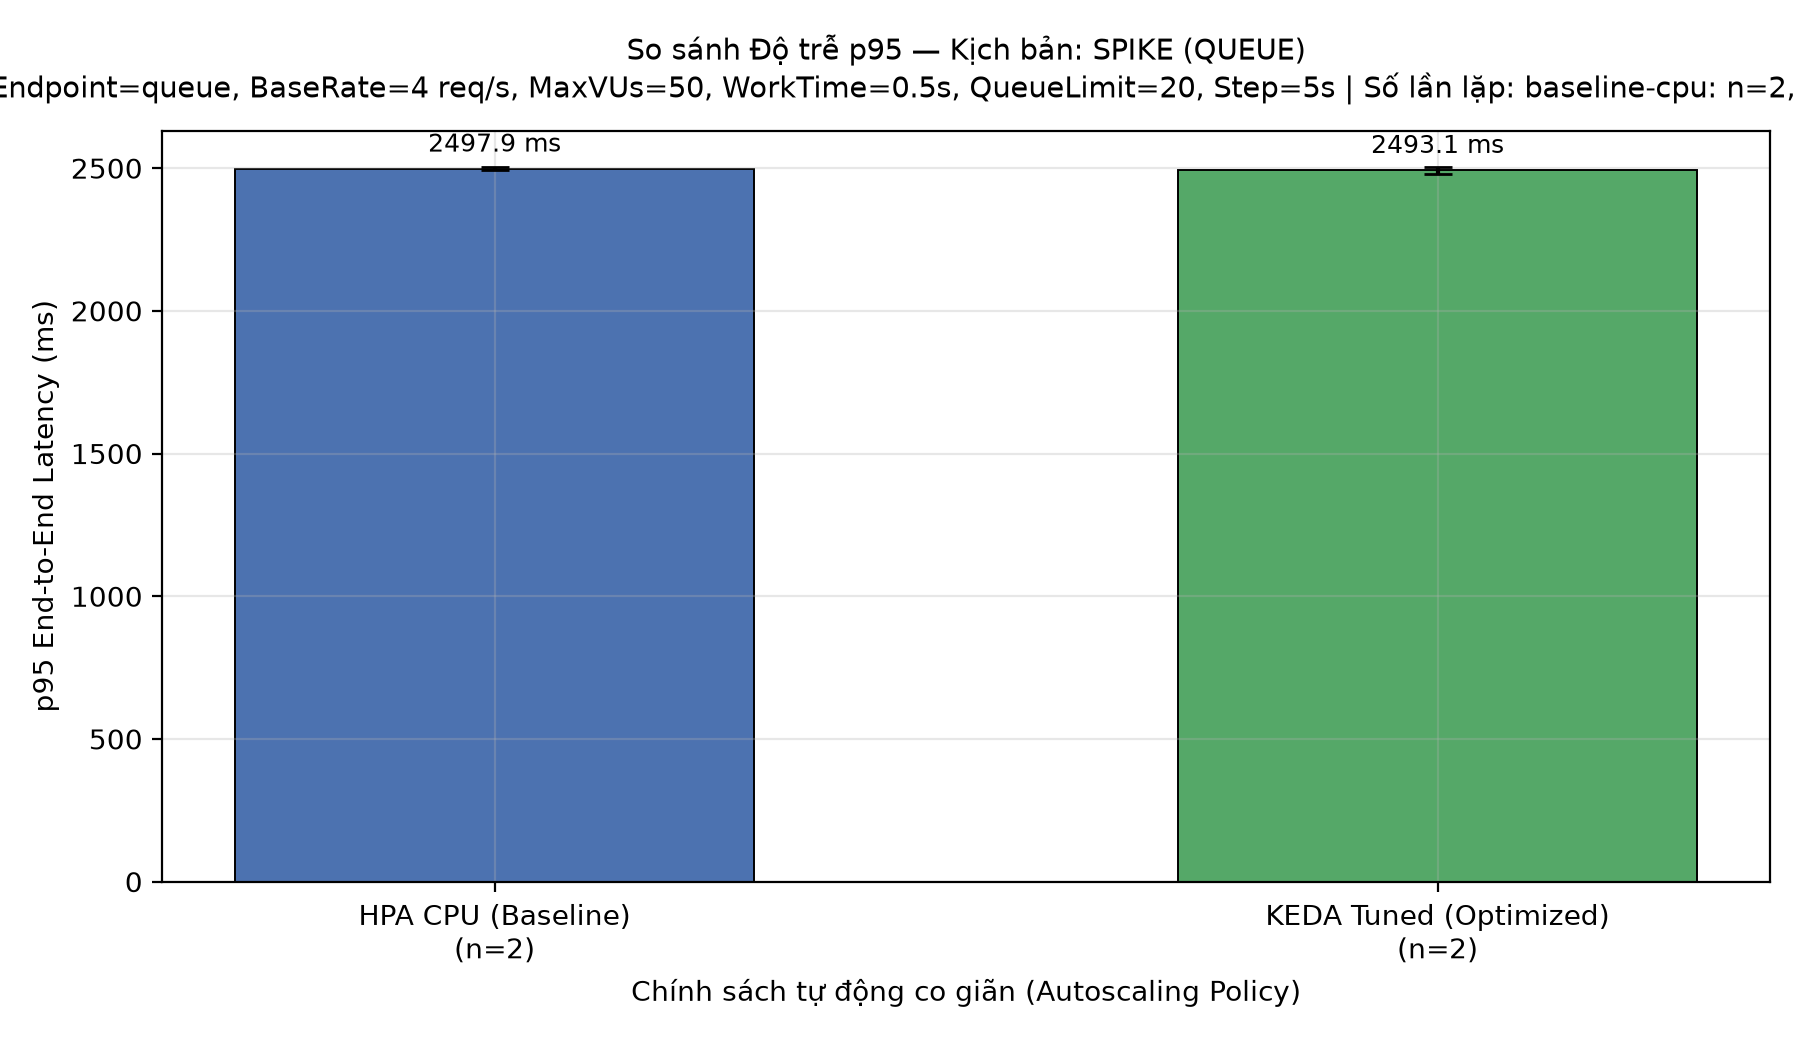 So sánh Độ trễ p95 — Kịch bản: SPIKE (QUEUE)
Endpoint=queue, BaseRate=4 req/s, MaxVUs=50, WorkTime=0.5s, QueueLimit=20, Step=5s | Số lần lặp: baseline-cpu: n=2,
2497.9 ms
2493.1 ms
p95 End-to-End Latency (ms)
2500
2000
1500
1000
500
0
HPA CPU (Baseline)
(n=2)
KEDA Tuned (Optimized)
(n=2)
Chính sách tự động co giãn (Autoscaling Policy)